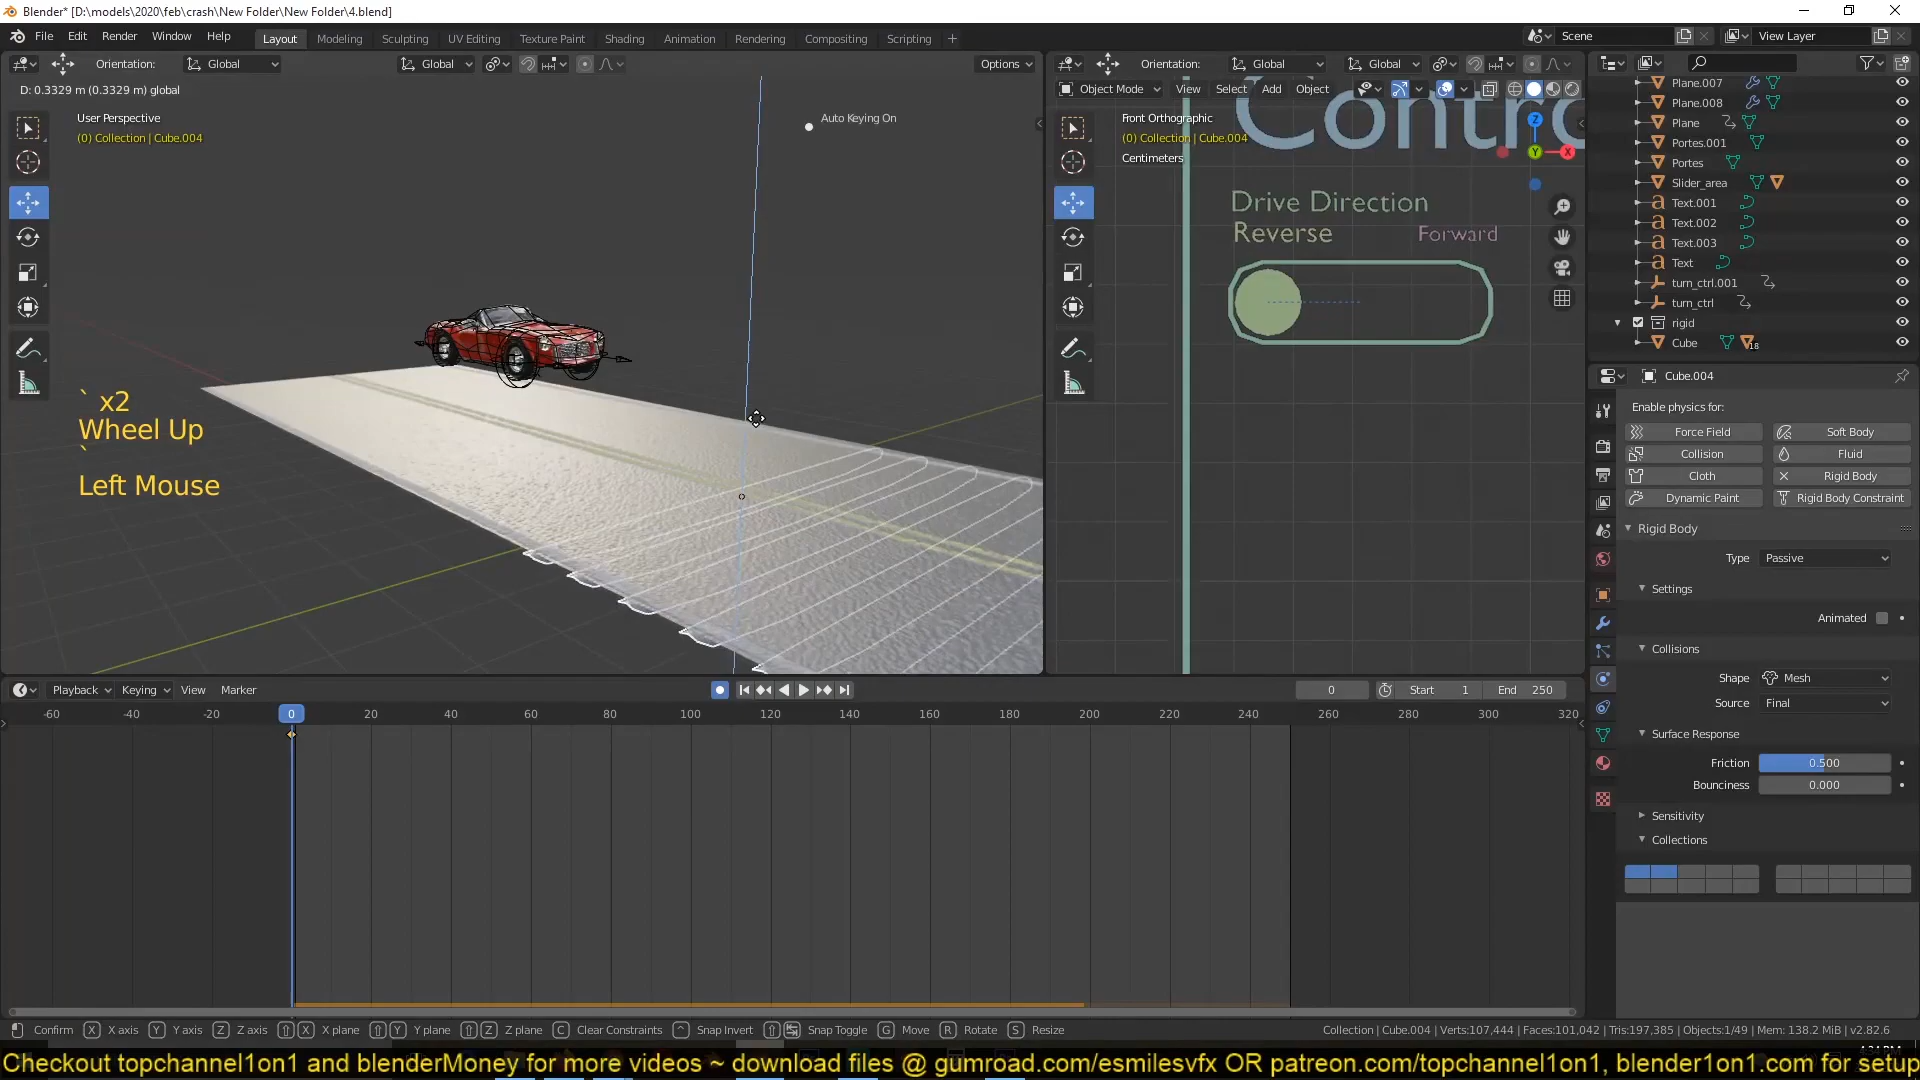 Blender* [D:\models\2020\feb\crash\New Folder\New Folder\4.blend]
File Edit Render Window Help
Layout Modeling Sculpting UV Editing Texture Paint Shading Animation Rendering Compositing Scripting +
Scene
View Layer
Orientation: Global Global Options
D: 0.3329 m (0.3329 m) global
User Perspective
(0) Collection | Cube.004
Auto Keying On
` x2
Wheel Up
`
Left Mouse
Orientation: Global Global
Object Mode View Select Add Object
Front Orthographic
(0) Collection | Cube.004
Centimeters
Contro
Z
Y
X
Drive Direction
Reverse Forward
Plane.007
Plane.008
Plane
Portes.001
Portes
Slider_area
Text.001
Text.002
Text.003
Text
turn_ctrl.001
turn_ctrl
rigid
Cube 18
Cube.004
Enable physics for:
Force Field Soft Body
Collision Fluid
Cloth Rigid Body
Dynamic Paint Rigid Body Constraint
Rigid Body
Type Passive
Settings
Animated
Collisions
Shape Mesh
Source Final
Surface Response
Friction 0.500
Bounciness 0.000
Sensitivity
Collections
Playback Keying View Marker
0 Start 1 End 250
-60 -40 -20 0 20 40 60 80 100 120 140 160 180 200 220 240 260 280 300 320
Confirm X X axis Y Y axis Z Z axis X X plane Y Y plane Z Z plane C Clear Constraints ^ Snap Invert Snap Toggle G Move R Rotate S Resize
Collection | Cube.004 | Verts:107,444 | Faces:101,042 | Tris:197,385 | Objects:1/49 | Mem: 138.2 MiB | v2.82.6
Checkout topchannel1on1 and blenderMoney for more videos ~ download files @ gumroad.com/esmilesvfx OR patreon.com/topchannel1on1, blender1on1.com for setup